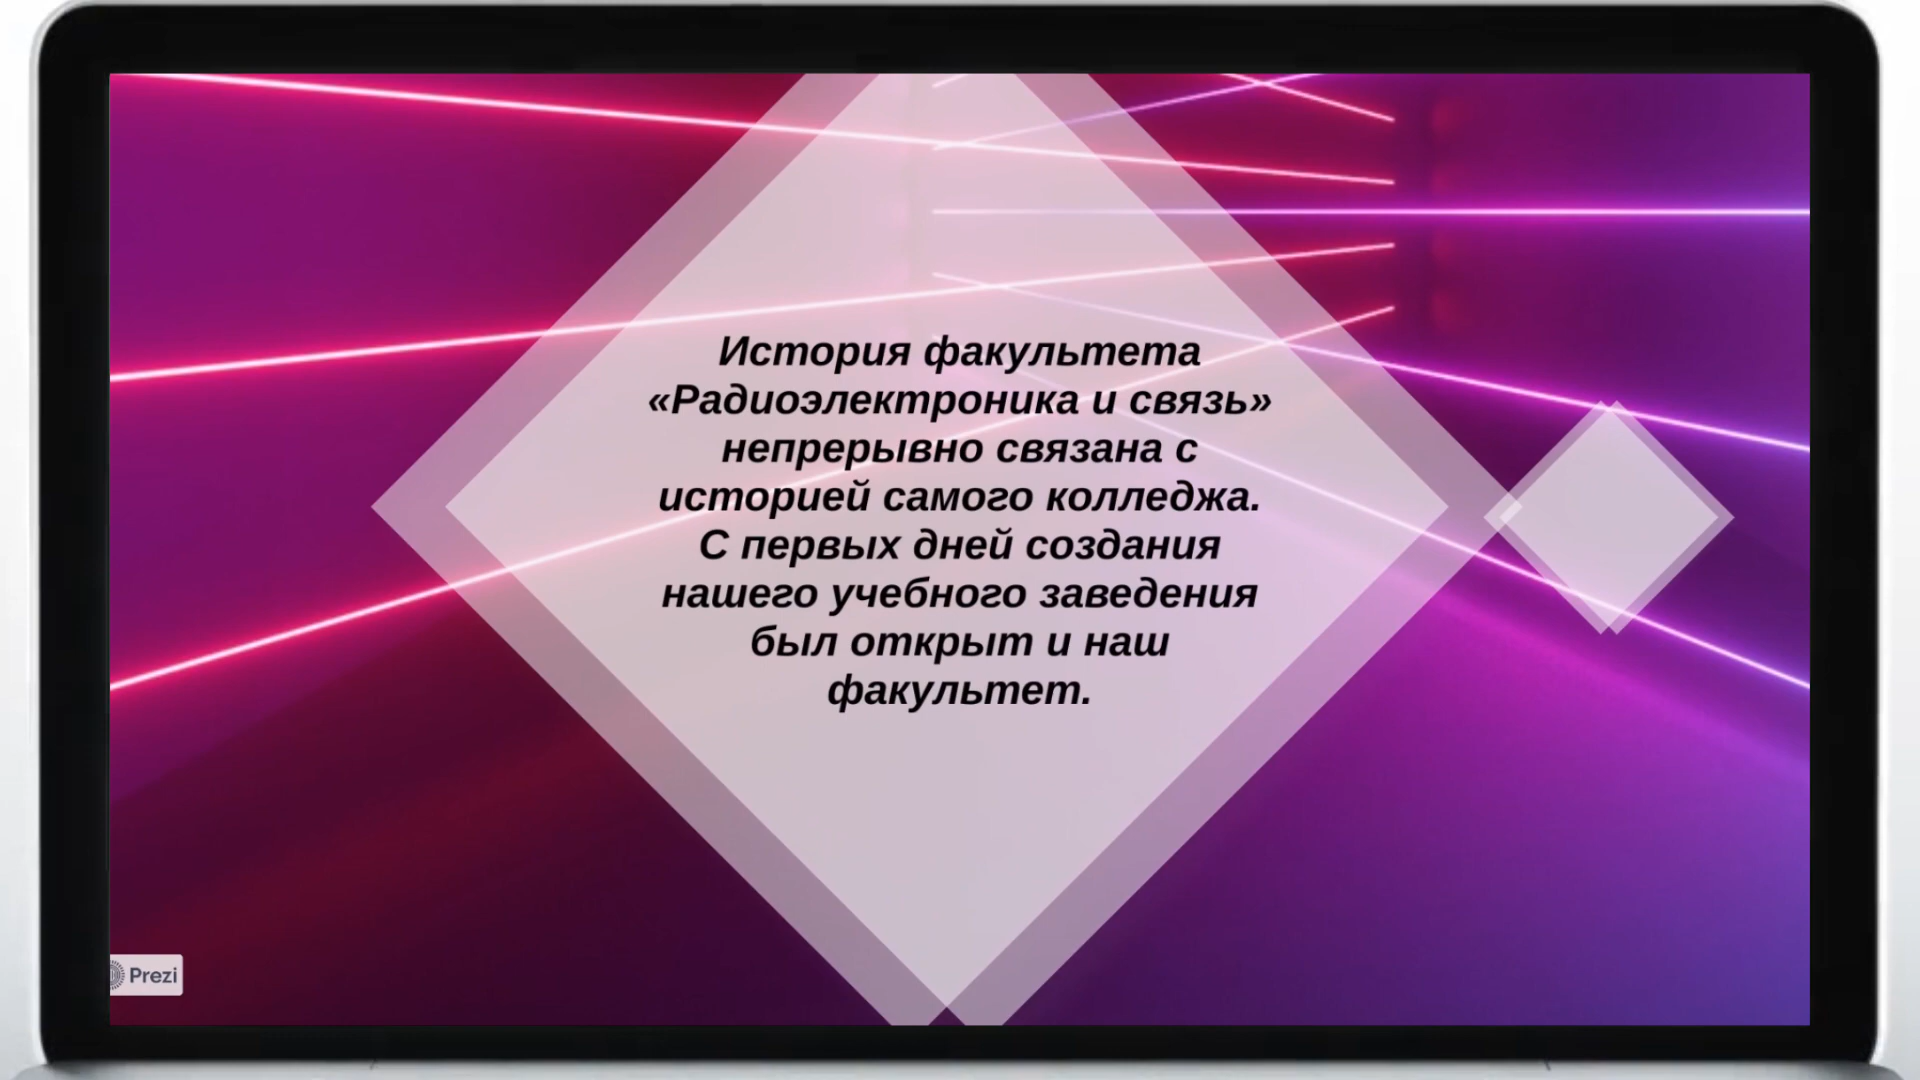 История факультета
«Радиоэлектроника и связь»
непрерывно связана с
историей самого колледжа.
С первых дней создания
нашего учебного заведения
был открыт и наш
факультет.
Prezi